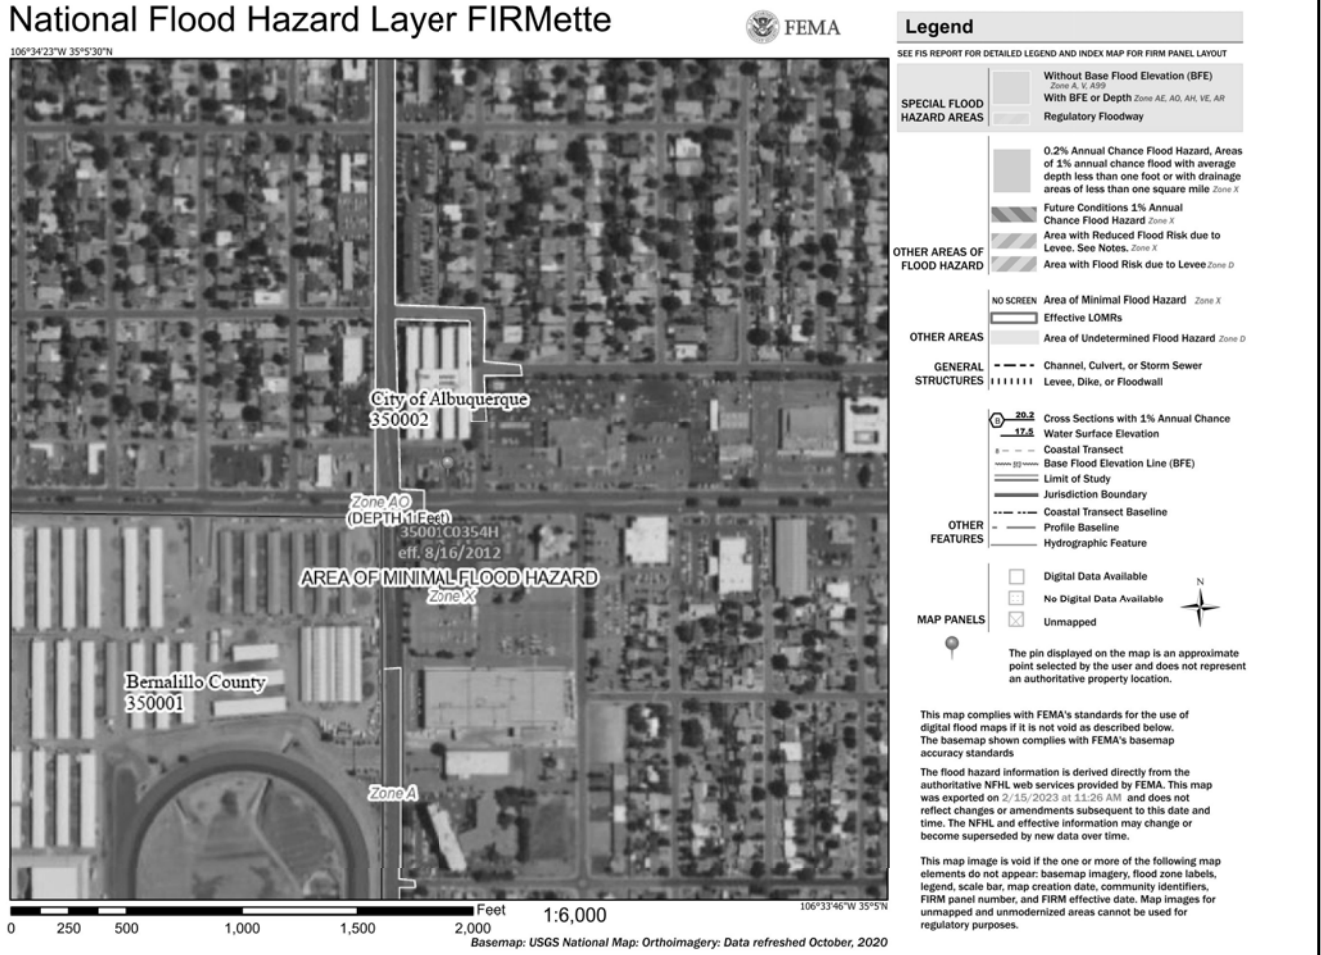 National Flood Hazard Layer FIRMette
FEMA
106°34'23"W 35°5'30"N
City of Albuquerque
350002
Zone AO
(DEPTH 1 Feet)
35001C0354H
eff. 8/16/2012
AREA OF MINIMAL FLOOD HAZARD
Zone X
Bernalillo County
350001
Zone A
106°33'46"W 35°5'N
Feet
1:6,000
0 250 500 1,000 1,500 2,000
Basemap: USGS National Map: Orthoimagery: Data refreshed October, 2020
Legend
SEE FIS REPORT FOR DETAILED LEGEND AND INDEX MAP FOR FIRM PANEL LAYOUT
SPECIAL FLOOD
HAZARD AREAS
Without Base Flood Elevation (BFE)
Zone A, V, A99
With BFE or Depth Zone AE, AO, AH, VE, AR
Regulatory Floodway
0.2% Annual Chance Flood Hazard, Areas
of 1% annual chance flood with average
depth less than one foot or with drainage
areas of less than one square mile Zone X
Future Conditions 1% Annual
Chance Flood Hazard Zone X
Area with Reduced Flood Risk due to
Levee. See Notes. Zone X
Area with Flood Risk due to Levee Zone D
OTHER AREAS OF
FLOOD HAZARD
NO SCREEN Area of Minimal Flood Hazard Zone X
Effective LOMRs
OTHER AREAS
Area of Undetermined Flood Hazard Zone D
GENERAL
STRUCTURES
Channel, Culvert, or Storm Sewer
Levee, Dike, or Floodwall
B 20.2 Cross Sections with 1% Annual Chance
17.5 Water Surface Elevation
8 Coastal Transect
513 Base Flood Elevation Line (BFE)
Limit of Study
Jurisdiction Boundary
Coastal Transect Baseline
OTHER
FEATURES
Profile Baseline
Hydrographic Feature
Digital Data Available
No Digital Data Available
Unmapped
MAP PANELS
N
The pin displayed on the map is an approximate
point selected by the user and does not represent
an authoritative property location.
This map complies with FEMA's standards for the use of
digital flood maps if it is not void as described below.
The basemap shown complies with FEMA's basemap
accuracy standards
The flood hazard information is derived directly from the
authoritative NFHL web services provided by FEMA. This map
was exported on 2/15/2023 at 11:26 AM and does not
reflect changes or amendments subsequent to this date and
time. The NFHL and effective information may change or
become superseded by new data over time.
This map image is void if the one or more of the following map
elements do not appear: basemap imagery, flood zone labels,
legend, scale bar, map creation date, community identifiers,
FIRM panel number, and FIRM effective date. Map images for
unmapped and unmodernized areas cannot be used for
regulatory purposes.